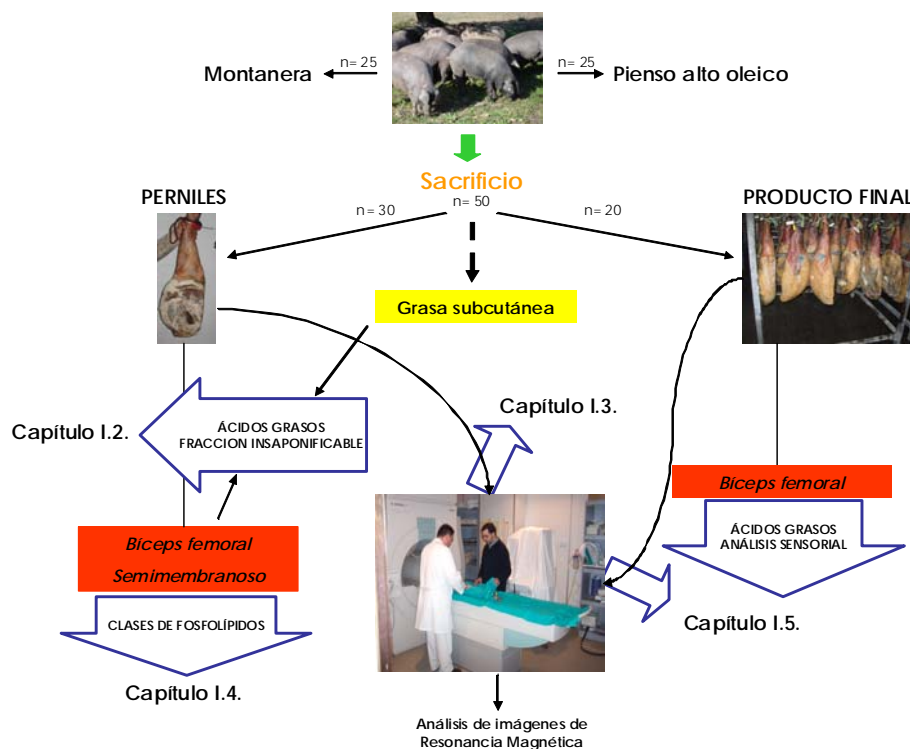 n= 25
n= 25
Montanera
Pienso alto oleico
Sacrificio
PERNILES
PRODUCTO FINAL
n= 30
n= 50
n= 20
Grasa subcutánea
Capítulo I.3.
Capítulo I.2.
ÁCIDOS GRASOS
FRACCION INSAPONIFICABLE
Bíceps femoral
ÁCIDOS GRASOS
ANÁLISIS SENSORIAL
Bíceps femoral
Semimembranoso
CLASES DE FOSFOLÍPIDOS
Capítulo I.5.
Capítulo I.4.
Análisis de imágenes de
Resonancia Magnética